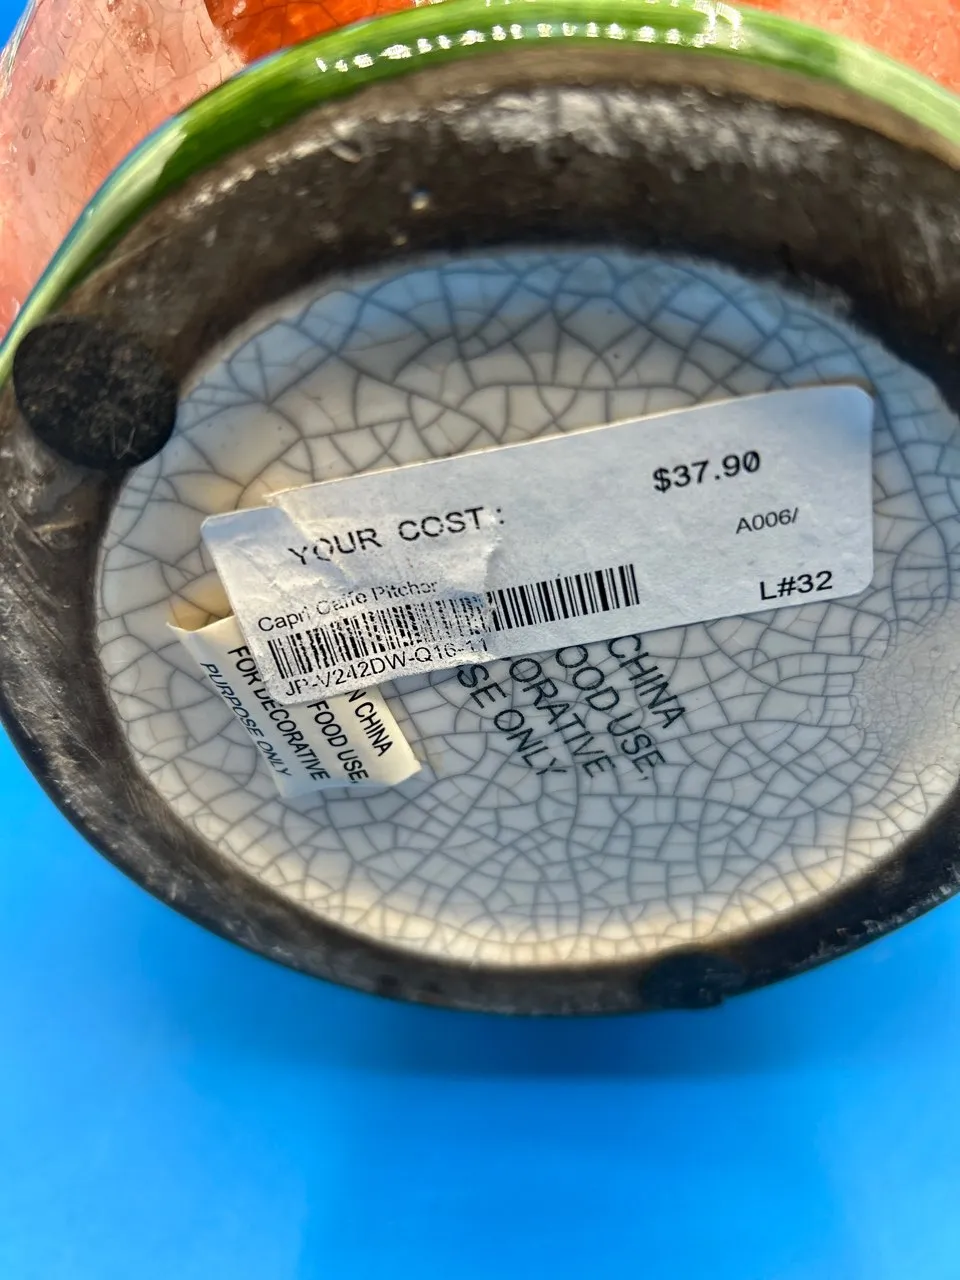 YOUR COST: $37.90
A006/
Capri Caffe Pitcher
L#32
JP-V242DW-Q16-11
N CHINA
FOOD USE,
FOR DECORATIVE
PURPOSE ONLY
CHINA
OOD USE,
ORATIVE
SE ONLY